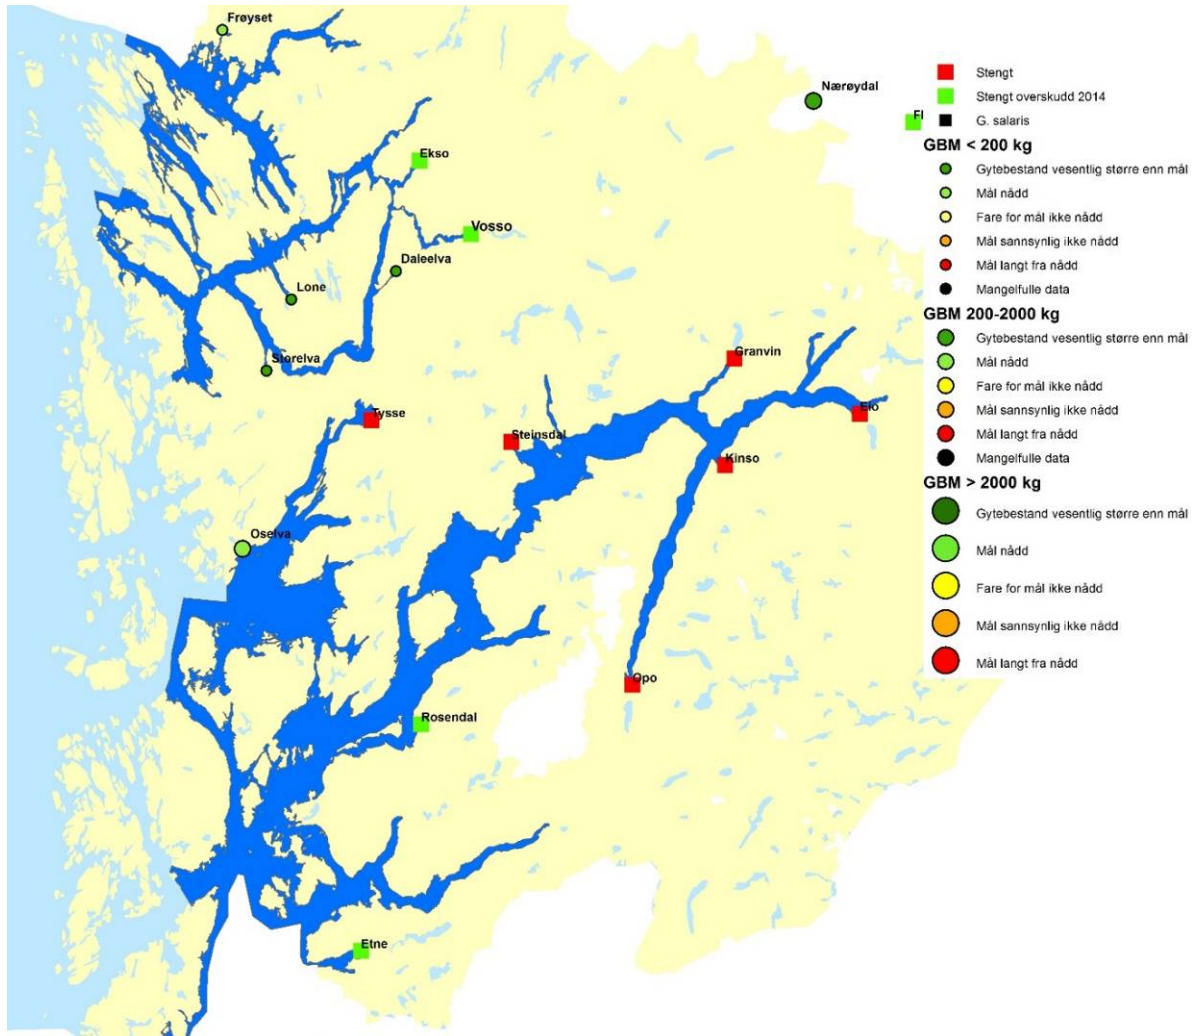 Frøyset
Nærøydal
Fl
Ekso
Vosso
Daleelva
Lone
Storelva
Granvin
Tysse
Eio
Steinsdal
Kinso
Oselva
Opo
Rosendal
Etne
Stengt
Stengt overskudd 2014
G. salaris
GBM < 200 kg
Gytebestand vesentlig større enn mål
Mål nådd
Fare for mål ikke nådd
Mål sannsynlig ikke nådd
Mål langt fra nådd
Mangelfulle data
GBM 200-2000 kg
Gytebestand vesentlig større enn mål
Mål nådd
Fare for mål ikke nådd
Mål sannsynlig ikke nådd
Mål langt fra nådd
Mangelfulle data
GBM > 2000 kg
Gytebestand vesentlig større enn mål
Mål nådd
Fare for mål ikke nådd
Mål sannsynlig ikke nådd
Mål langt fra nådd